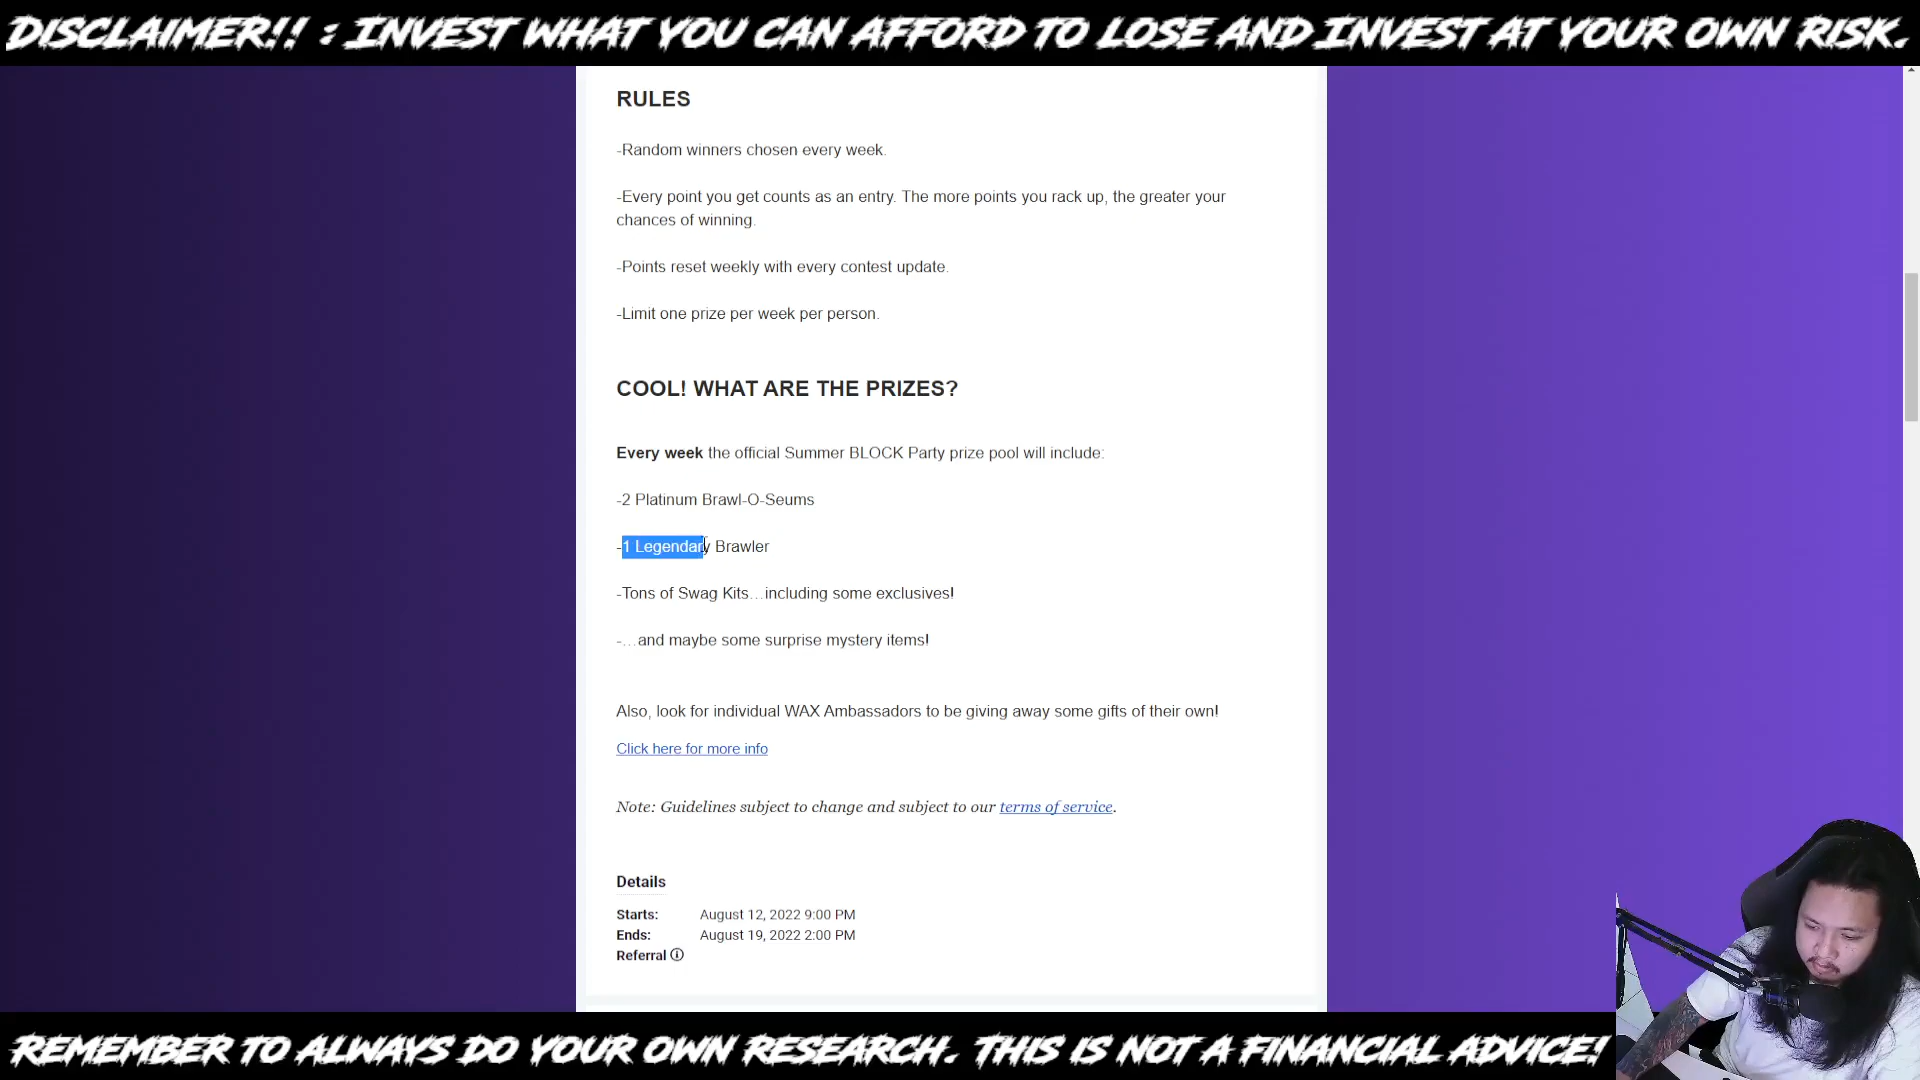 DISCLAIMER!! : INVEST WHAT YOU CAN AFFORD TO LOSE AND INVEST AT YOUR OWN RISK.
RULES
-Random winners chosen every week.
-Every point you get counts as an entry. The more points you rack up, the greater your
chances of winning.
-Points reset weekly with every contest update.
-Limit one prize per week per person.
COOL! WHAT ARE THE PRIZES?
Every week the official Summer BLOCK Party prize pool will include:
-2 Platinum Brawl-O-Seums
-1 Legendary Brawler
-Tons of Swag Kits…including some exclusives!
-…and maybe some surprise mystery items!
Also, look for individual WAX Ambassadors to be giving away some gifts of their own!
Click here for more info
Note: Guidelines subject to change and subject to our terms of service.
Details
Starts: August 12, 2022 9:00 PM
Ends: August 19, 2022 2:00 PM
Referral
REMEMBER TO ALWAYS DO YOUR OWN RESEARCH. THIS IS NOT A FINANCIAL ADVICE!